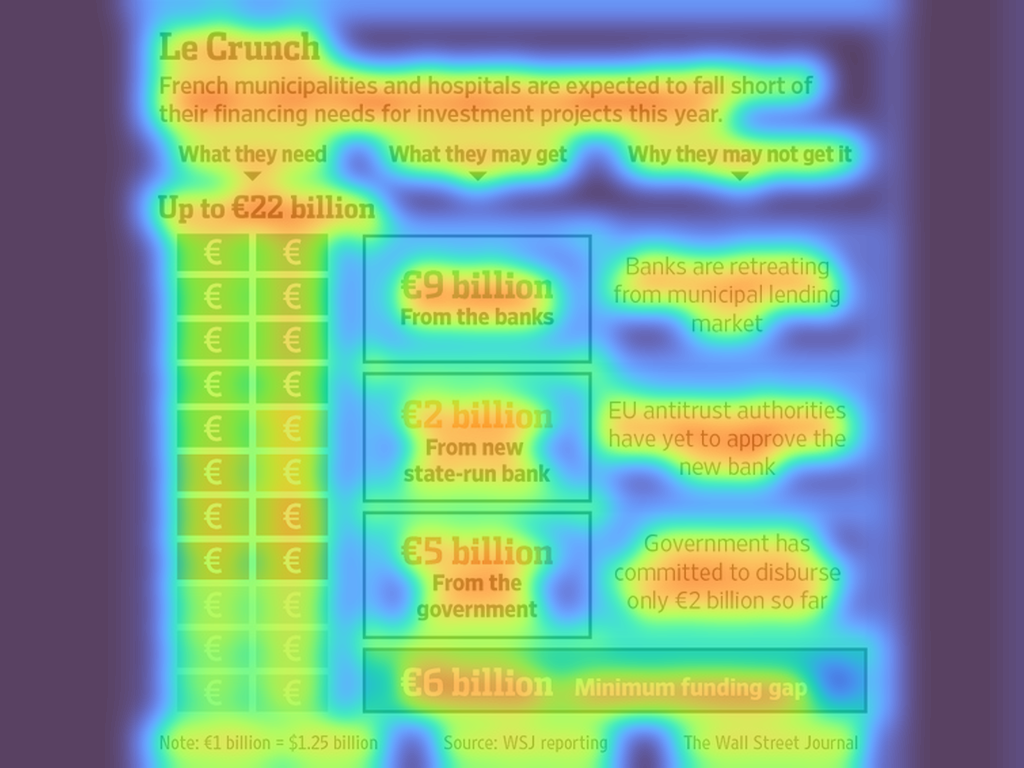 Le Crunch
French municipalities and hospitals are expected to fall short of
their financing needs for investment projects this year.
What they need
What they may get
Why they may not get it
Up to €22 billion
€ €
€ €
€ €
€ €
€ €
€ €
€ €
€ €
€ €
€ €
€ €
€9 billion
From the banks
Banks are retreating
from municipal lending
market
€2 billion
From new
state-run bank
EU antitrust authorities
have yet to approve the
new bank
€5 billion
From the
government
Government has
committed to disburse
only €2 billion so far
€6 billion Minimum funding gap
Note: €1 billion = $1.25 billion
Source: WSJ reporting
The Wall Street Journal